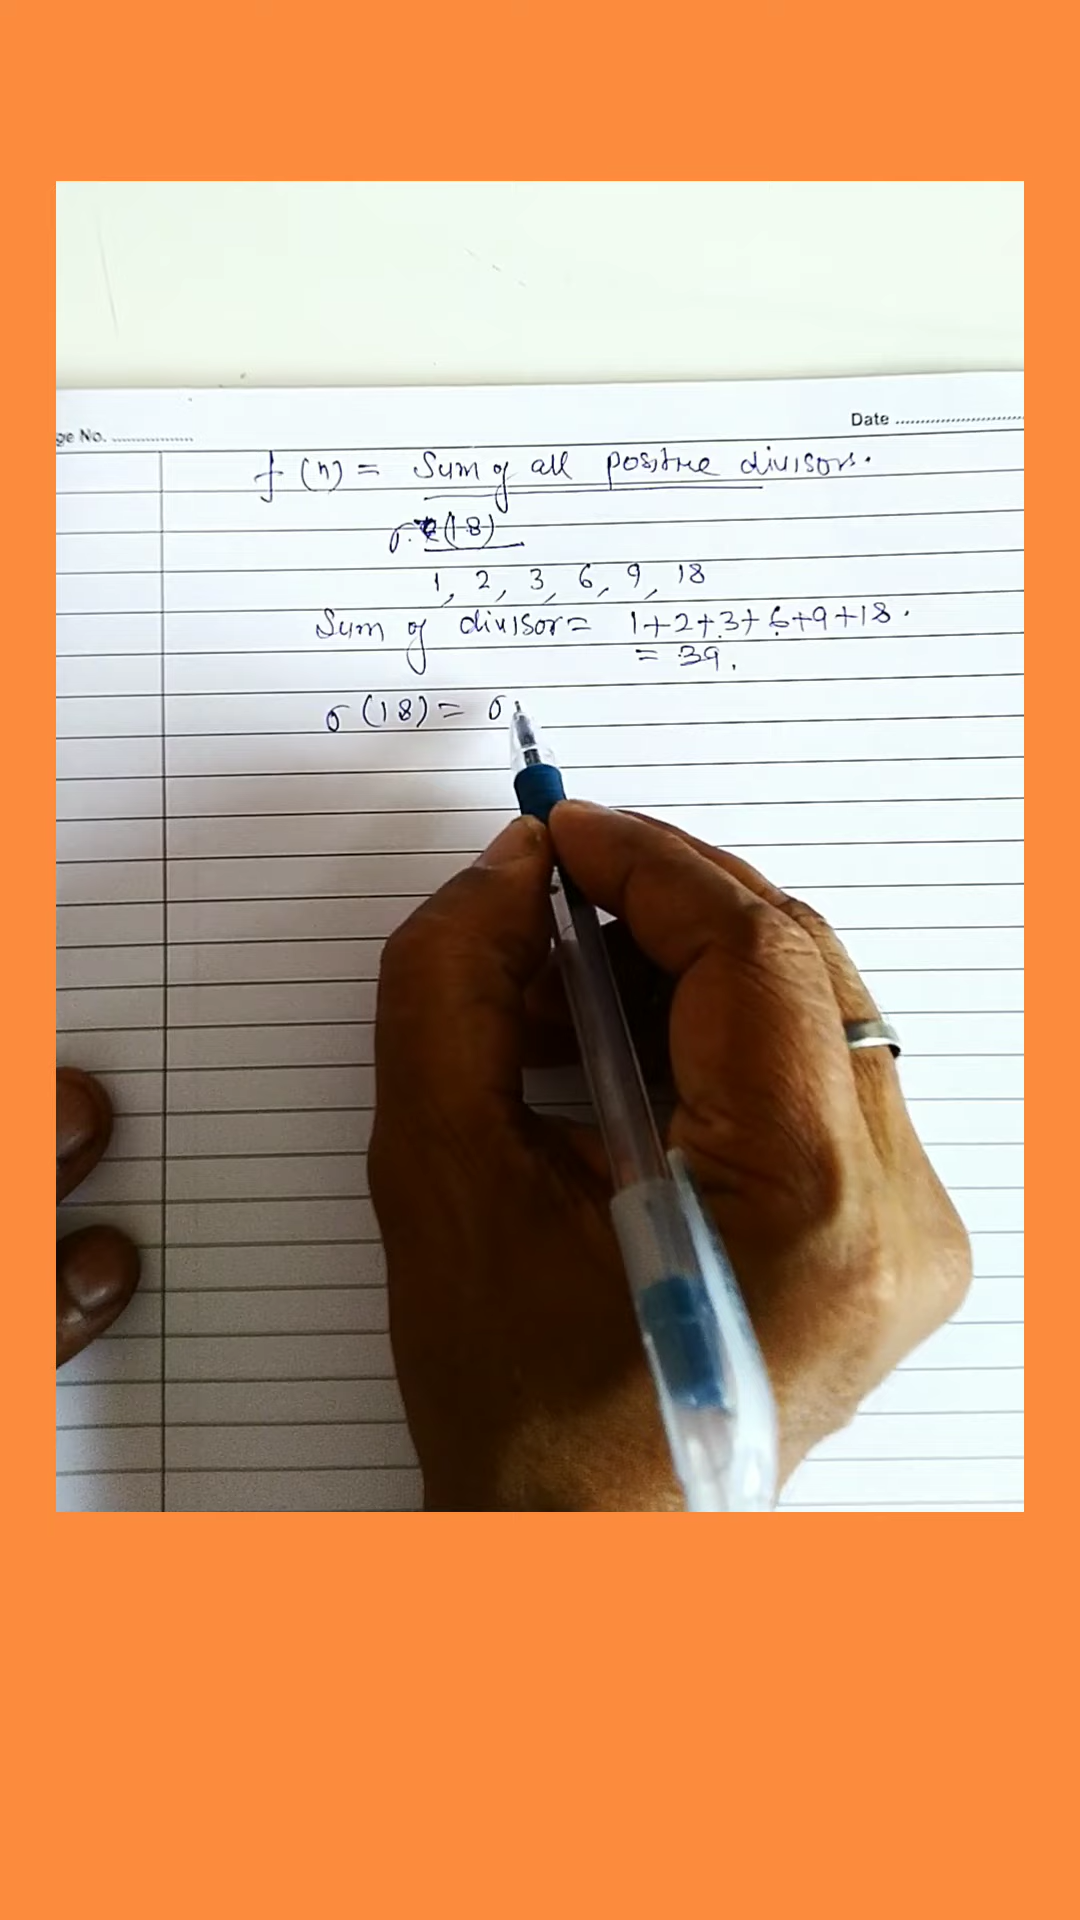 ge No. ................
Date ........................
f(n) = Sum of all positive divisors.
σ(18)
1, 2, 3, 6, 9, 18
Sum of divisor = 1+2+3+6+9+18.
= 39.
σ(18) = σ